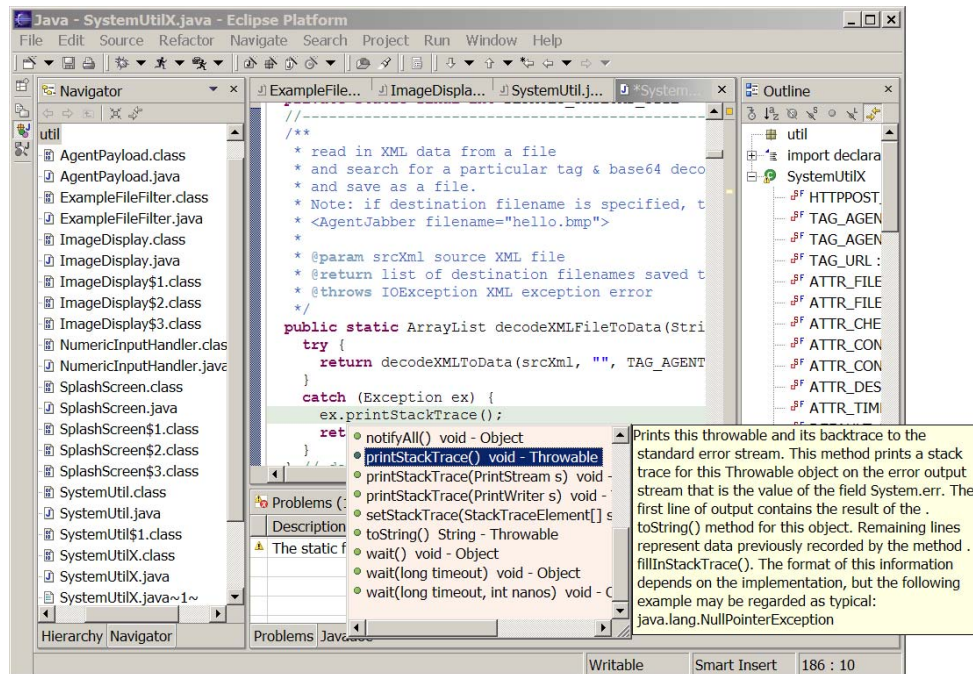 Java - SystemUtilX.java - Eclipse Platform
File Edit Source Refactor Navigate Search Project Run Window Help
Navigator
util
AgentPayload.class
AgentPayload.java
ExampleFileFilter.class
ExampleFileFilter.java
ImageDisplay.class
ImageDisplay.java
ImageDisplay$1.class
ImageDisplay$2.class
ImageDisplay$3.class
NumericInputHandler.clas
NumericInputHandler.java
SplashScreen.class
SplashScreen.java
SplashScreen$1.class
SplashScreen$2.class
SplashScreen$3.class
SystemUtil.class
SystemUtil.java
SystemUtil$1.class
SystemUtilX.class
SystemUtilX.java
SystemUtilX.java~1~
Hierarchy Navigator
ExampleFile... ImageDispla... SystemUtil.j... *System...
/**
* read in XML data from a file
* and search for a particular tag & base64 deco
* and save as a file.
* Note: if destination filename is specified, t
* <AgentJabber filename="hello.bmp">
*
* @param srcXml source XML file
* @return list of destination filenames saved t
* @throws IOException XML exception error
*/
public static ArrayList decodeXMLFileToData(Stri
try {
return decodeXMLToData(srcXml, "", TAG_AGENT
}
catch (Exception ex) {
ex.printStackTrace();
ret
}
notifyAll() void - Object
printStackTrace() void - Throwable
printStackTrace(PrintStream s) void -
printStackTrace(PrintWriter s) void -
setStackTrace(StackTraceElement[] s
toString() String - Throwable
wait() void - Object
wait(long timeout) void - Object
wait(long timeout, int nanos) void - O
Problems (
Description
The static f
Problems Java
Outline
util
import declara
SystemUtilX
HTTPPOST_
TAG_AGEN
TAG_AGEN
TAG_URL :
ATTR_FILE
ATTR_FILE
ATTR_CHE
ATTR_CON
ATTR_CON
ATTR_DES
ATTR_TIM
Prints this throwable and its backtrace to the
standard error stream. This method prints a stack
trace for this Throwable object on the error output
stream that is the value of the field System.err. The
first line of output contains the result of the .
toString() method for this object. Remaining lines
represent data previously recorded by the method .
fillInStackTrace(). The format of this information
depends on the implementation, but the following
example may be regarded as typical:
java.lang.NullPointerException
Writable Smart Insert 186 : 10